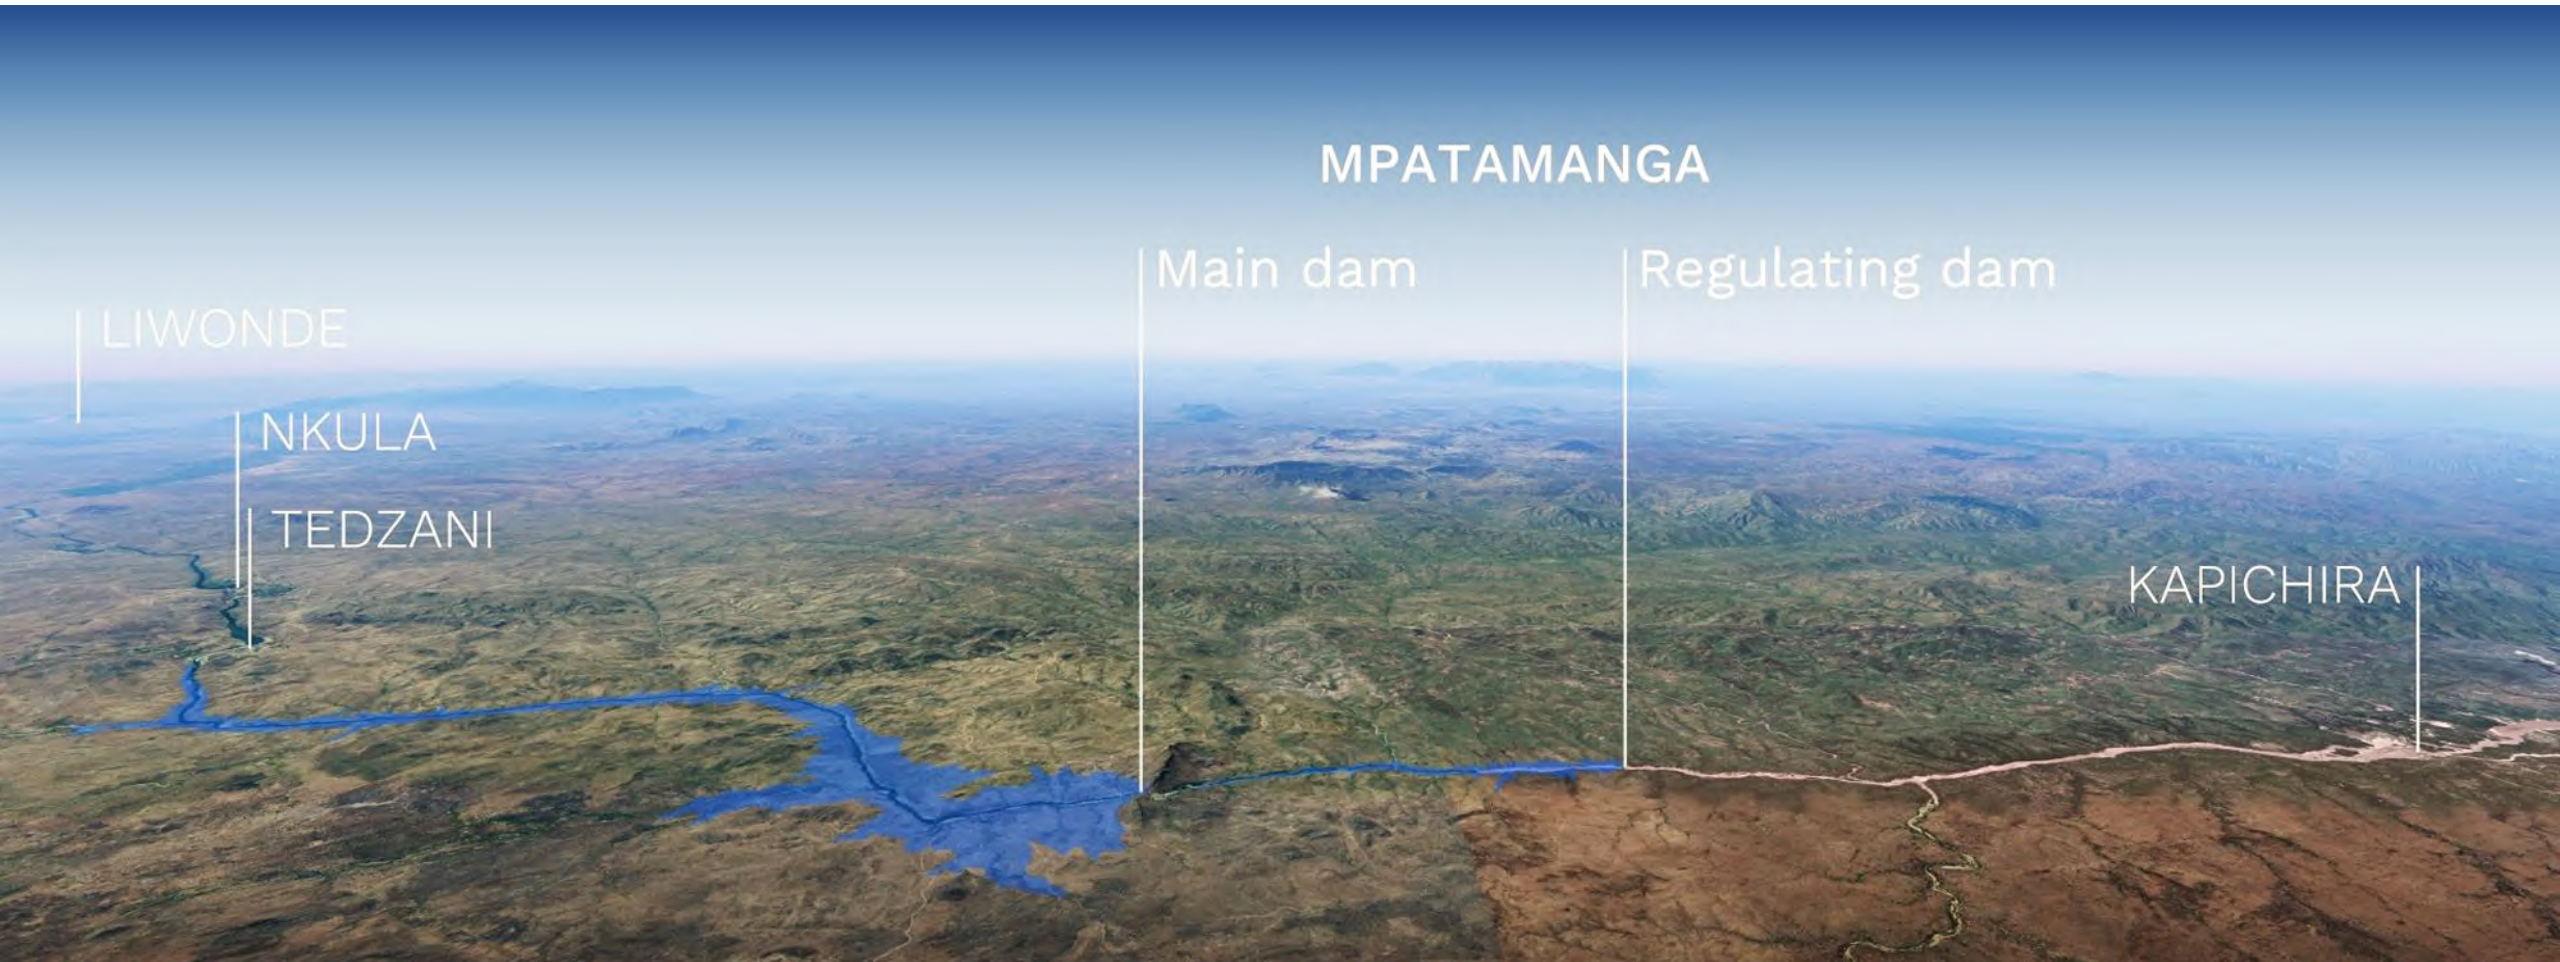 MPATAMANGA
Main dam
Regulating dam
LIWONDE
NKULA
TEDZANI
KAPICHIRA